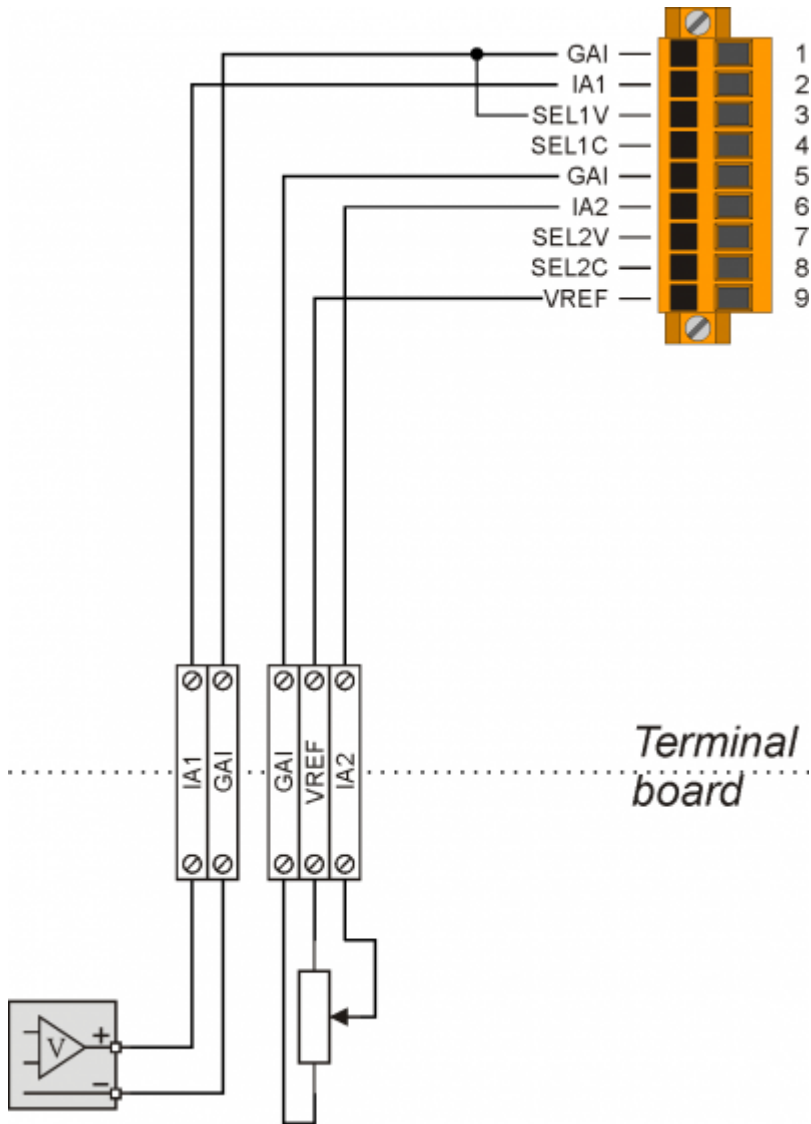 GAI 1
IA1 2
SEL1V 3
SEL1C 4
GAI 5
IA2 6
SEL2V 7
SEL2C 8
VREF 9
IA1
GAI
GAI
VREF
IA2
Terminal
board
V
+
−